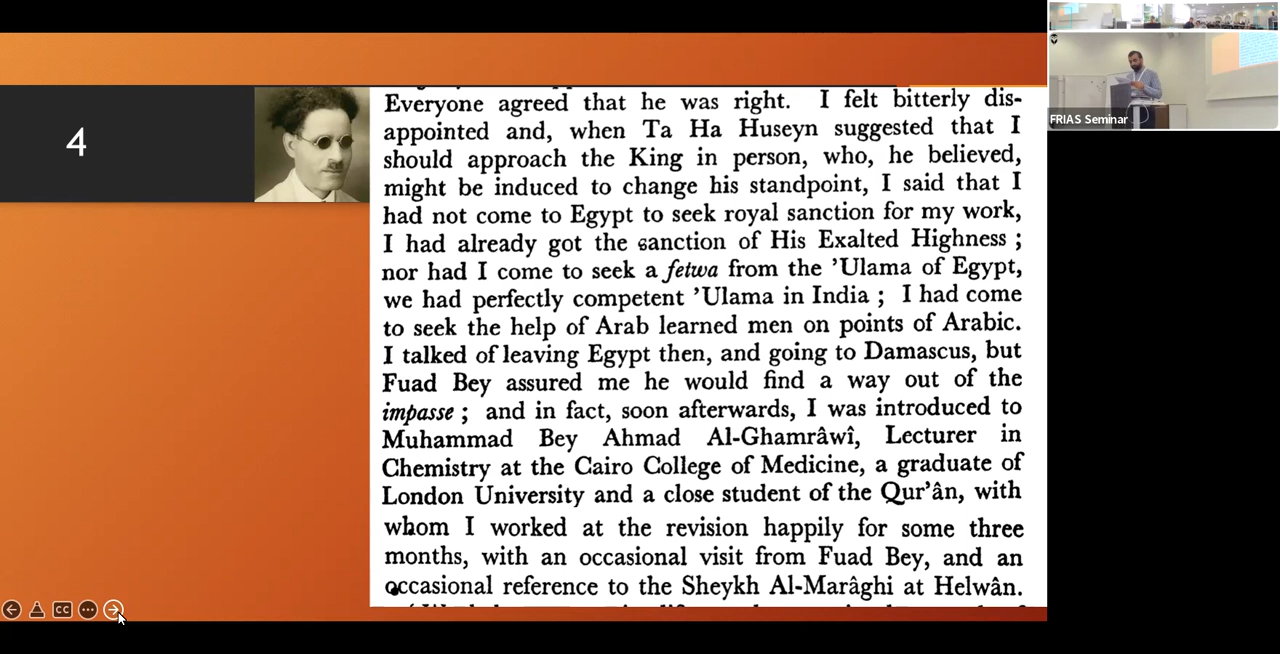 4
Everyone agreed that he was right. I felt bitterly dis-
appointed and, when Ta Ha Huseyn suggested that I
should approach the King in person, who, he believed,
might be induced to change his standpoint, I said that I
had not come to Egypt to seek royal sanction for my work,
I had already got the sanction of His Exalted Highness ;
nor had I come to seek a fetwa from the ’Ulama of Egypt,
we had perfectly competent ’Ulama in India ; I had come
to seek the help of Arab learned men on points of Arabic.
I talked of leaving Egypt then, and going to Damascus, but
Fuad Bey assured me he would find a way out of the
impasse ; and in fact, soon afterwards, I was introduced to
Muhammad Bey Ahmad Al-Ghamrâwî, Lecturer in
Chemistry at the Cairo College of Medicine, a graduate of
London University and a close student of the Qur’ân, with
whom I worked at the revision happily for some three
months, with an occasional visit from Fuad Bey, and an
occasional reference to the Sheykh Al-Marâghi at Helwân.
CC
FRIAS Seminar